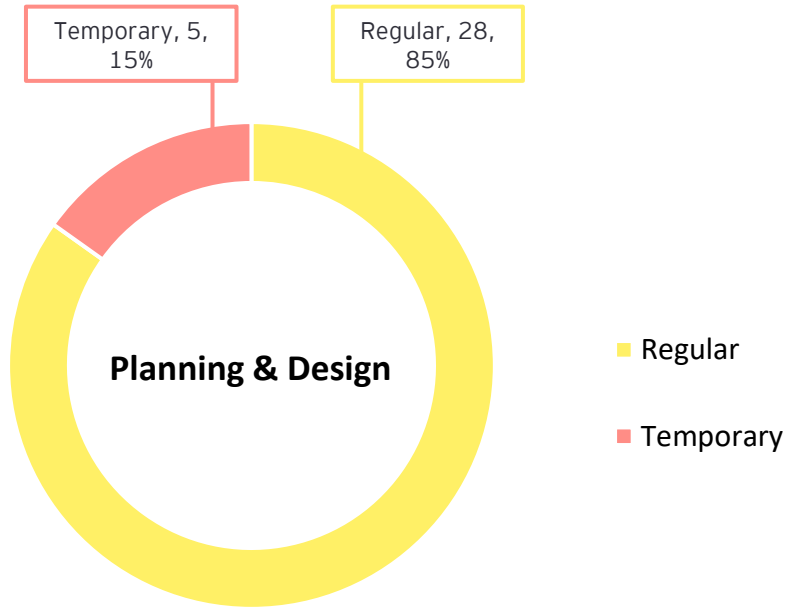 Temporary, 5,
15%
Regular, 28,
85%
Planning & Design
Regular
Temporary